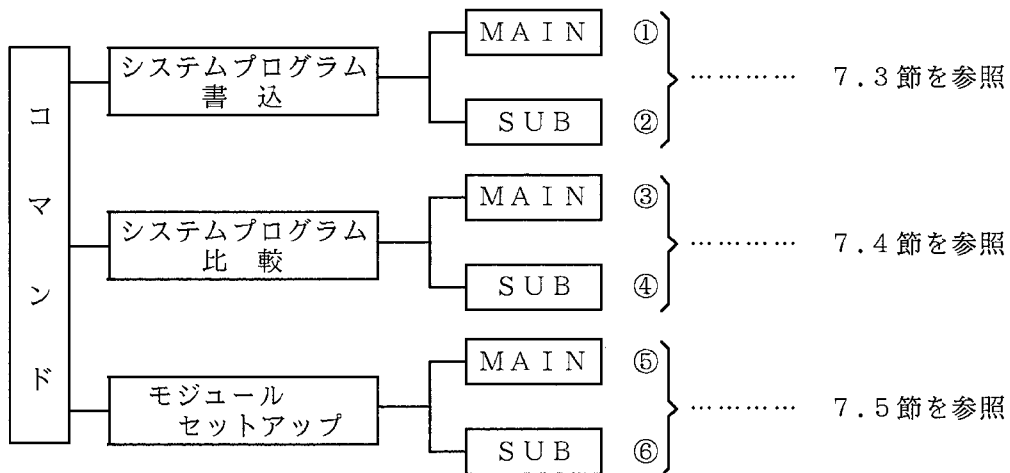 コマンド
システムプログラム
書 込
MAIN ①
SUB ②
………… 7.3節を参照
システムプログラム
比 較
MAIN ③
SUB ④
………… 7.4節を参照
モジュール
セットアップ
MAIN ⑤
SUB ⑥
………… 7.5節を参照